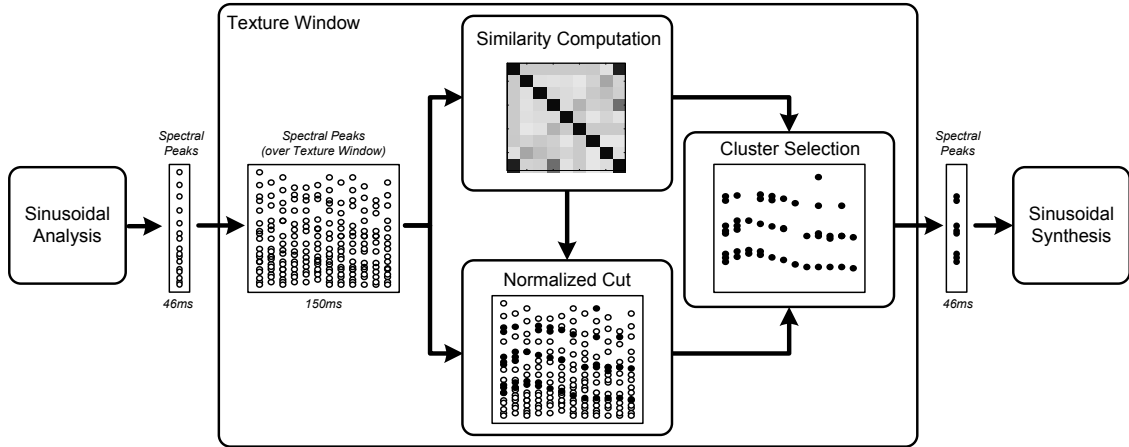 Texture Window
Similarity Computation
Spectral
Peaks
Spectral Peaks
(over Texture Window)
Sinusoidal
Analysis
46ms
150ms
Normalized Cut
Cluster Selection
Spectral
Peaks
46ms
Sinusoidal
Synthesis